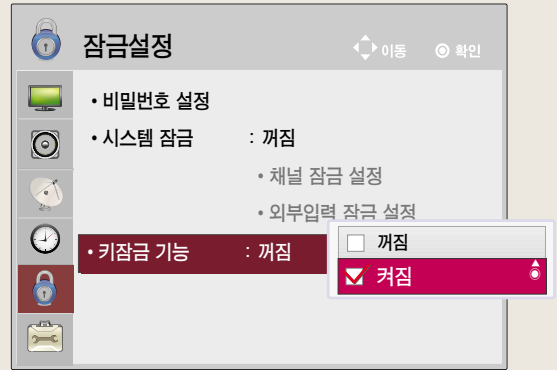 잠금설정 이동 확인
• 비밀번호 설정
• 시스템 잠금 : 꺼짐
• 채널 잠금 설정
• 외부입력 잠금 설정
• 키잠금 기능 : 꺼짐
꺼짐
켜짐